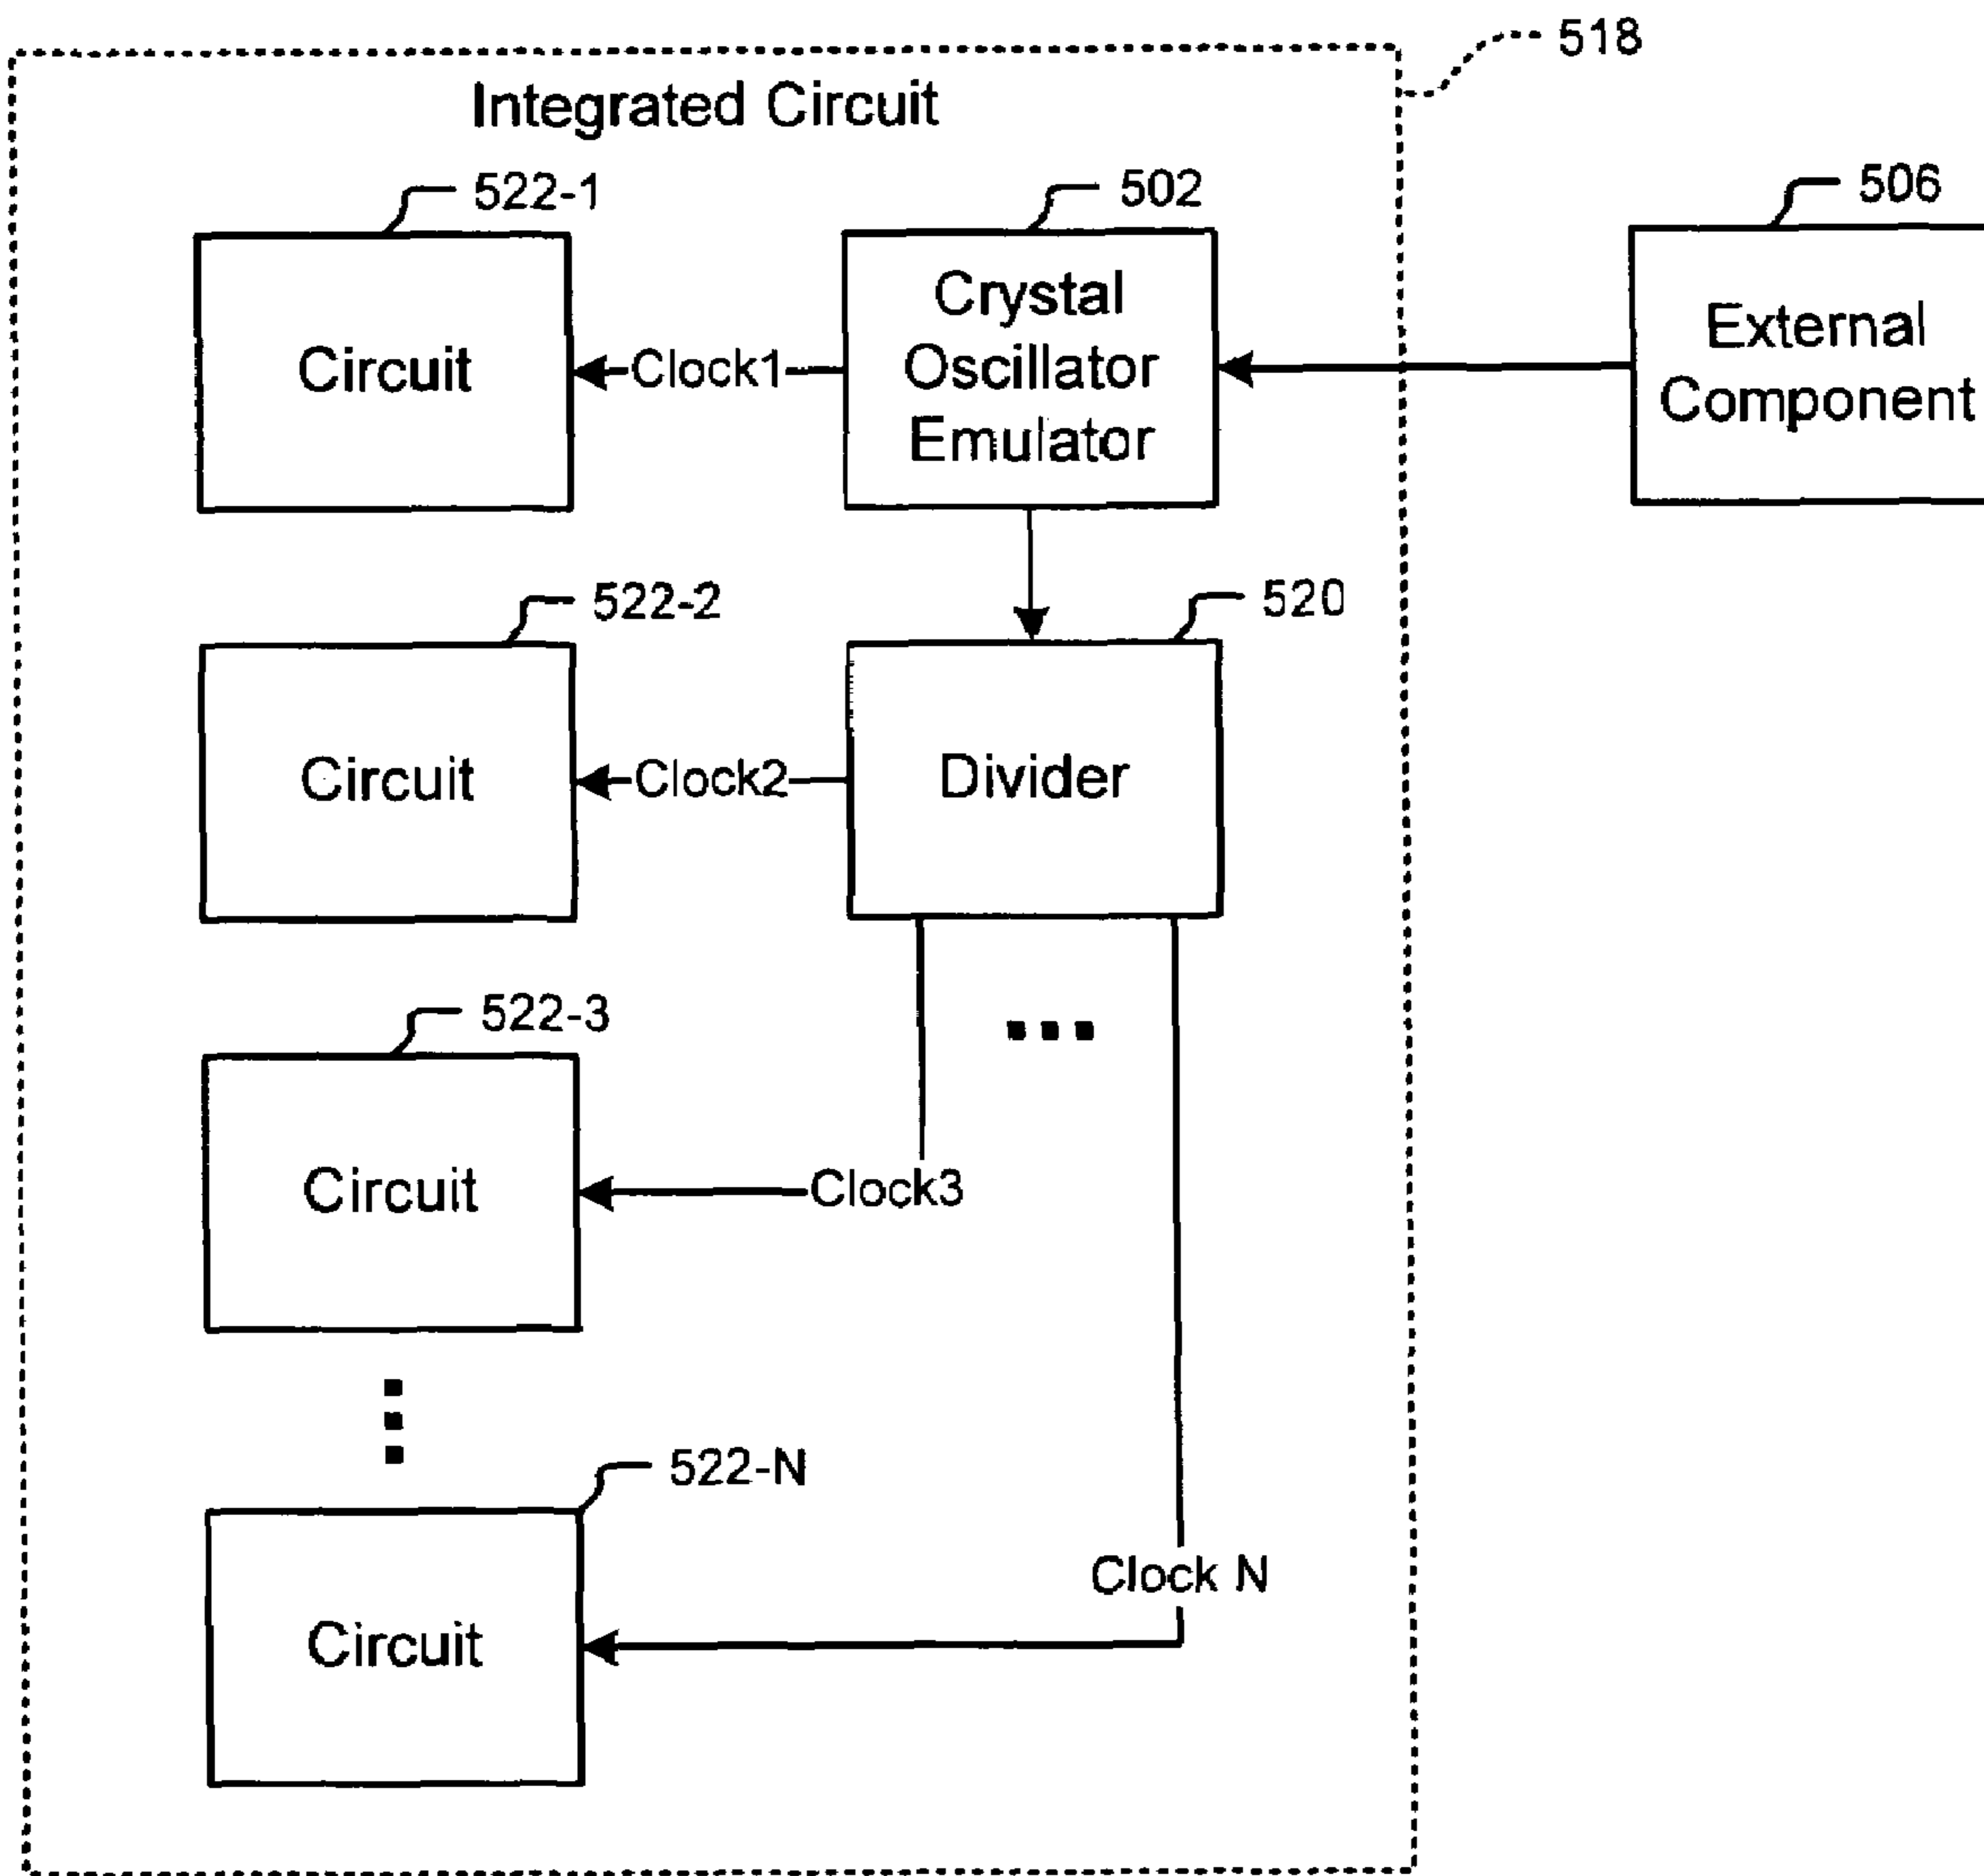 518
Integrated Circuit
522-1
502
506
Circuit
Clock1
Crystal
Oscillator
Emulator
External
Component
522-2
520
Circuit
Clock2
Divider
522-3
Circuit
Clock3
522-N
Clock N
Circuit